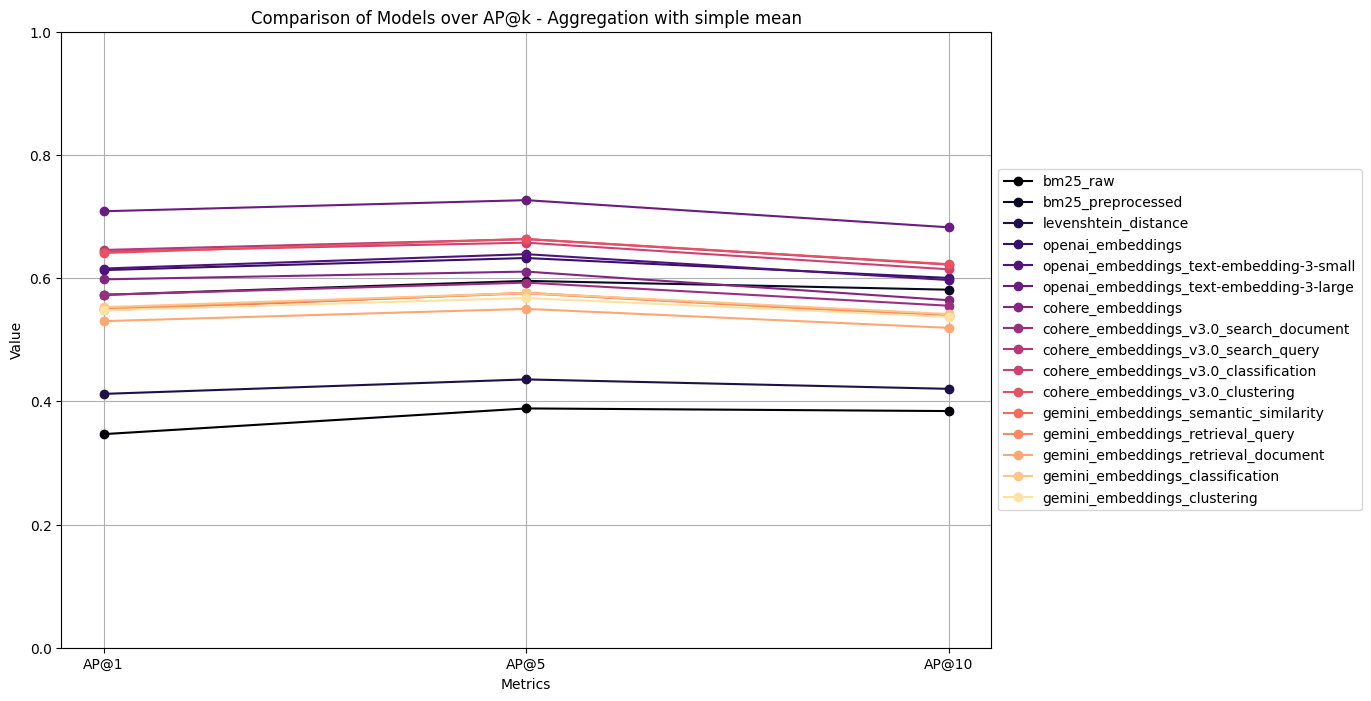 Comparison of Models over AP@k - Aggregation with simple mean
1.0
0.8
0.6
0.4
0.2
0.0
Value
AP@1
AP@5
AP@10
Metrics
bm25_raw
bm25_preprocessed
levenshtein_distance
openai_embeddings
openai_embeddings_text-embedding-3-small
openai_embeddings_text-embedding-3-large
cohere_embeddings
cohere_embeddings_v3.0_search_document
cohere_embeddings_v3.0_search_query
cohere_embeddings_v3.0_classification
cohere_embeddings_v3.0_clustering
gemini_embeddings_semantic_similarity
gemini_embeddings_retrieval_query
gemini_embeddings_retrieval_document
gemini_embeddings_classification
gemini_embeddings_clustering